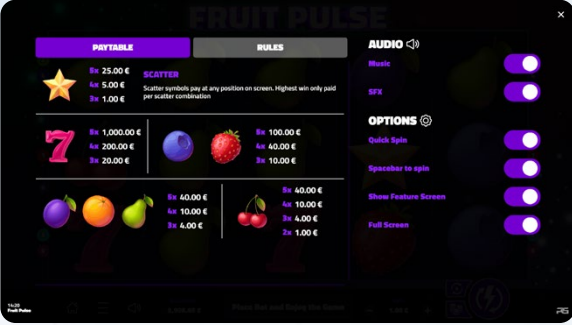 FRUIT PULSE
PAYTABLE
RULES
5x 25.00 €
4x 5.00 €
3x 1.00 €
SCATTER
Scatter symbols pay at any position on screen. Highest win only paid
per scatter combination
5x 1,000.00 €
4x 200.00 €
3x 20.00 €
5x 100.00 €
4x 40.00 €
3x 10.00 €
5x 40.00 €
4x 10.00 €
3x 4.00 €
5x 40.00 €
4x 10.00 €
3x 4.00 €
2x 1.00 €
AUDIO
Music
SFX
OPTIONS
Quick Spin
Spacebar to spin
Show Feature Screen
Full Screen
Place Bet and Enjoy the Game
1.00 €
14:20
Fruit Pulse